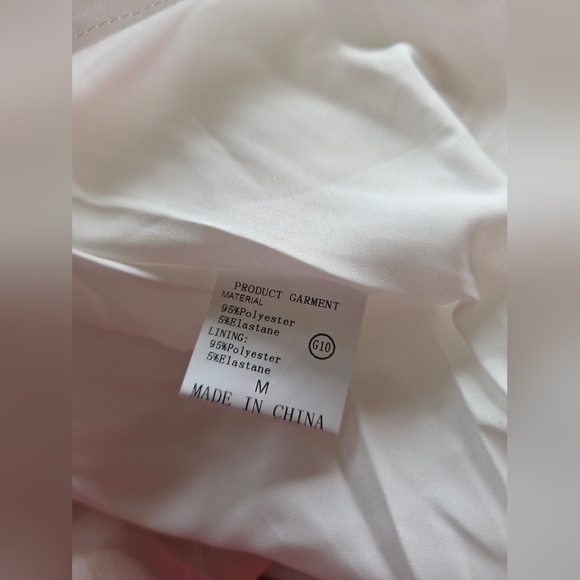 PRODUCT GARMENT
MATERIAL
95%Polyester
5%Elastane
LINING:
95%Polyester
5%Elastane
G10
M
MADE IN CHINA